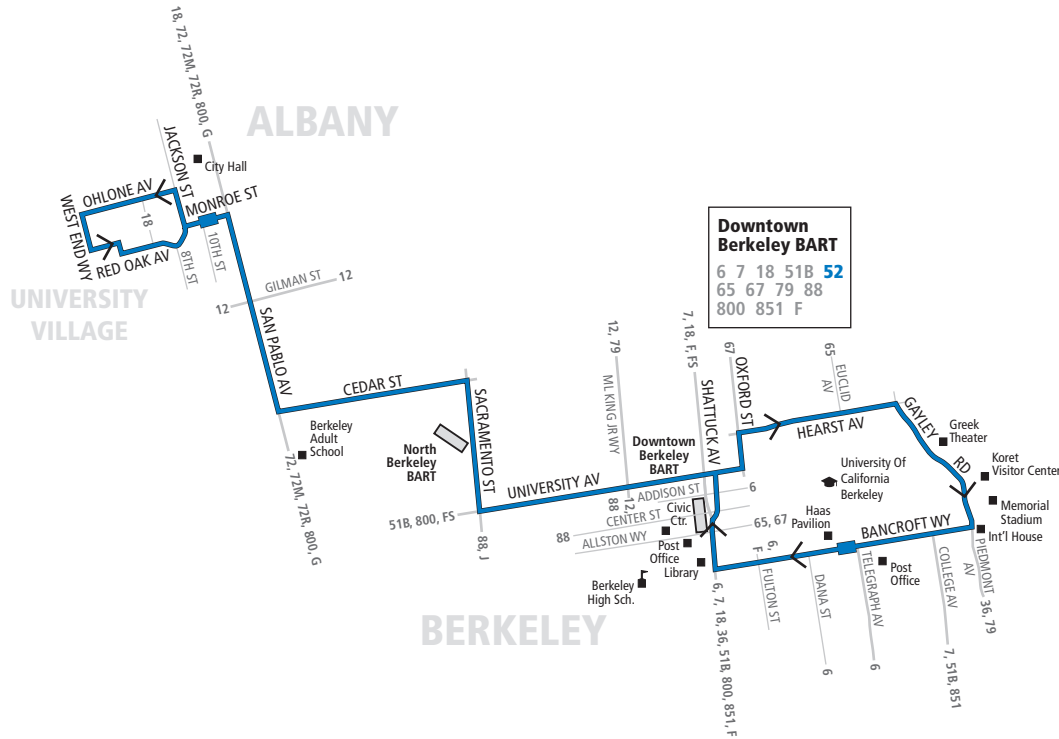 18, 72, 72M, 72R, 800, G
ALBANY
JACKSON ST
City Hall
OHLONE AV
MONROE ST
WEST END WY
18
10TH ST
8TH ST
RED OAK AV
UNIVERSITY
VILLAGE
GILMAN ST
12
12
SAN PABLO AV
CEDAR ST
Berkeley
Adult
School
72, 72M, 72R, 800, G
North
Berkeley
BART
SACRAMENTO ST
51B, 800, FS
88, J
UNIVERSITY AV
12, 79
ML KING JR WY
88
12,
7, 18, F, FS
SHATTUCK AV
Downtown
Berkeley BART
6 7 18 51B 52
65 67 79 88
800 851 F
67
OXFORD ST
65
EUCLID
AV
HEARST AV
GAYLEY
RD
Greek
Theater
Koret
Visitor Center
Memorial
Stadium
Int'l House
Downtown
Berkeley
BART
ADDISON ST
6
CENTER ST
88
ALLSTON WY
65, 67
Civic
Ctr.
Post
Office
Library
Berkeley
High Sch.
University Of
California
Berkeley
Haas
Pavilion
BANCROFT WY
Post
Office
6,
F
FULTON ST
DANA ST
6
TELEGRAPH AV
6
COLLEGE AV
7, 51B, 851
PIEDMONT
AV
36, 79
6, 7, 18, 36, 51B, 800, 851, F
BERKELEY